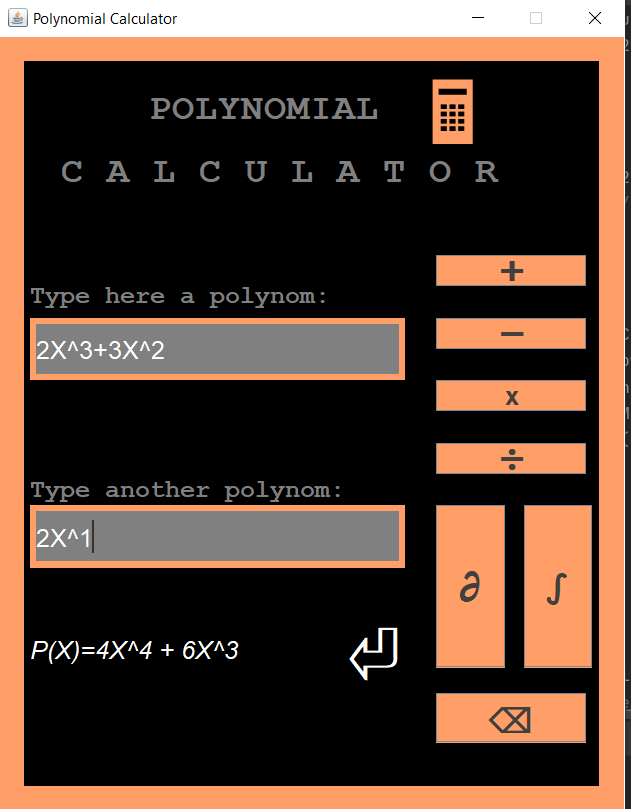 Polynomial Calculator
POLYNOMIAL
C A L C U L A T O R
+
Type here a polynom:
−
2X^3+3X^2
x
÷
Type another polynom:
2X^1
∂ ∫
P(X)=4X^4 + 6X^3